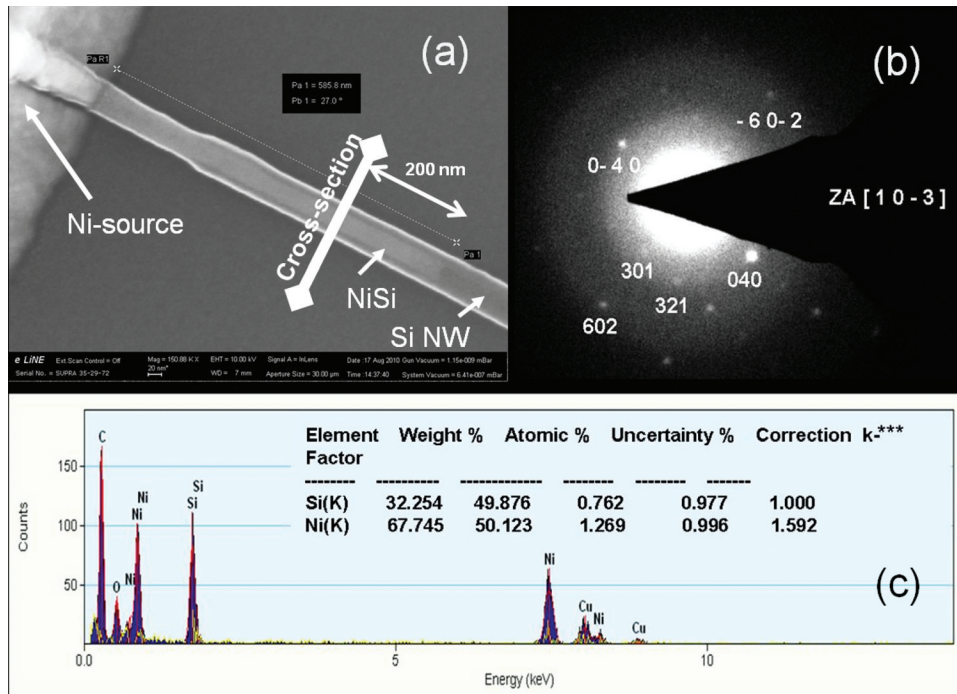 (a)
Pa R1
Pa 1 = 585.8 nm
Pb 1 = 27.0 °
200 nm
Cross-section
Ni-source
Pa 1
NiSi
Si NW
e LiNE Ext Scan Control = Off Mag = 150.88 K X EHT = 10.00 kV Signal A = InLens Date :17 Aug 2010 Gun Vacuum = 1.15e-009 mBar
Serial No. = SUPRA 35-29-72 20 nm* WD = 7 mm Aperture Size = 30.00 µm Time :14:37:40 System Vacuum = 6.41e-007 mBar
(b)
- 6 0- 2
0- 4 0
ZA [ 1 0 - 3 ]
301
040
321
602
Element Weight % Atomic % Uncertainty % Correction k-***
Factor
-------- ---------- ------------- -------- -------- -------
Si(K) 32.254 49.876 0.762 0.977 1.000
Ni(K) 67.745 50.123 1.269 0.996 1.592
(c)
C
O
Ni
Ni
Ni
Si
Si
Ni
Cu
Ni
Cu
Counts
150
100
50
0.0 5 10
Energy (keV)